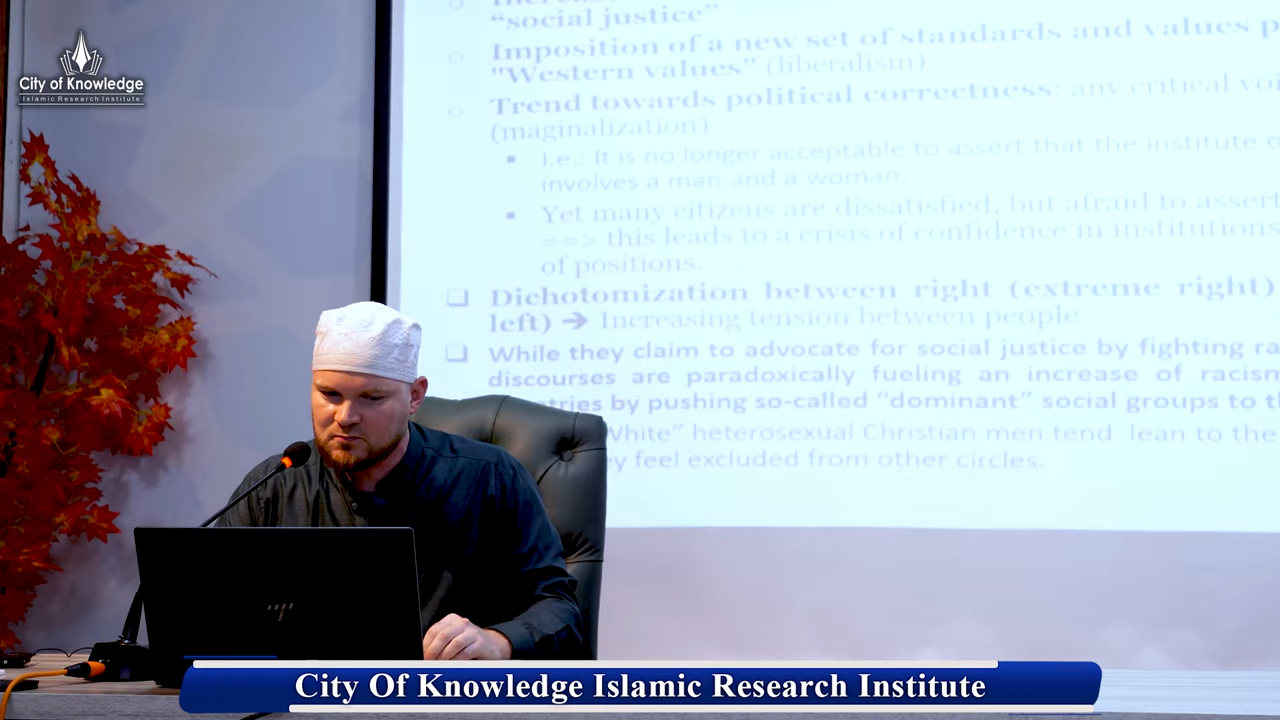 City of Knowledge
Islamic Research Institute
"social justice"
Imposition of a new set of standards and values
"Western values" (liberalism)
Trend towards political correctness: any critical
(maginalization)
I.e.: It is no longer acceptable to assert that the institute
involves a man and a woman.
Yet many citizens are dissatisfied, but afraid to assert
==> this leads to a crisis of confidence in institutions
of positions.
Dichotomization between right (extreme right)
left) ➔ Increasing tension between people
While they claim to advocate for social justice by fighting
discourses are paradoxically fueling an increase of racism
by pushing so-called "dominant" social groups to
White" heterosexual Christian men tend lean to the
feel excluded from other circles.
City Of Knowledge Islamic Research Institute